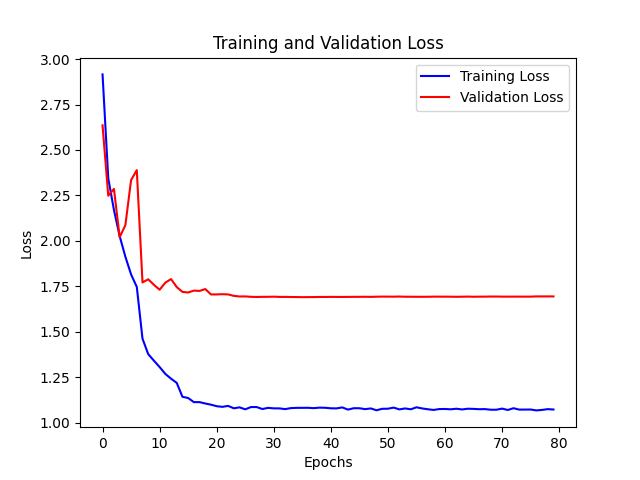 Training and Validation Loss
3.00
2.75
2.50
2.25
2.00
1.75
1.50
1.25
1.00
Loss
Training Loss
Validation Loss
0 10 20 30 40 50 60 70 80
Epochs